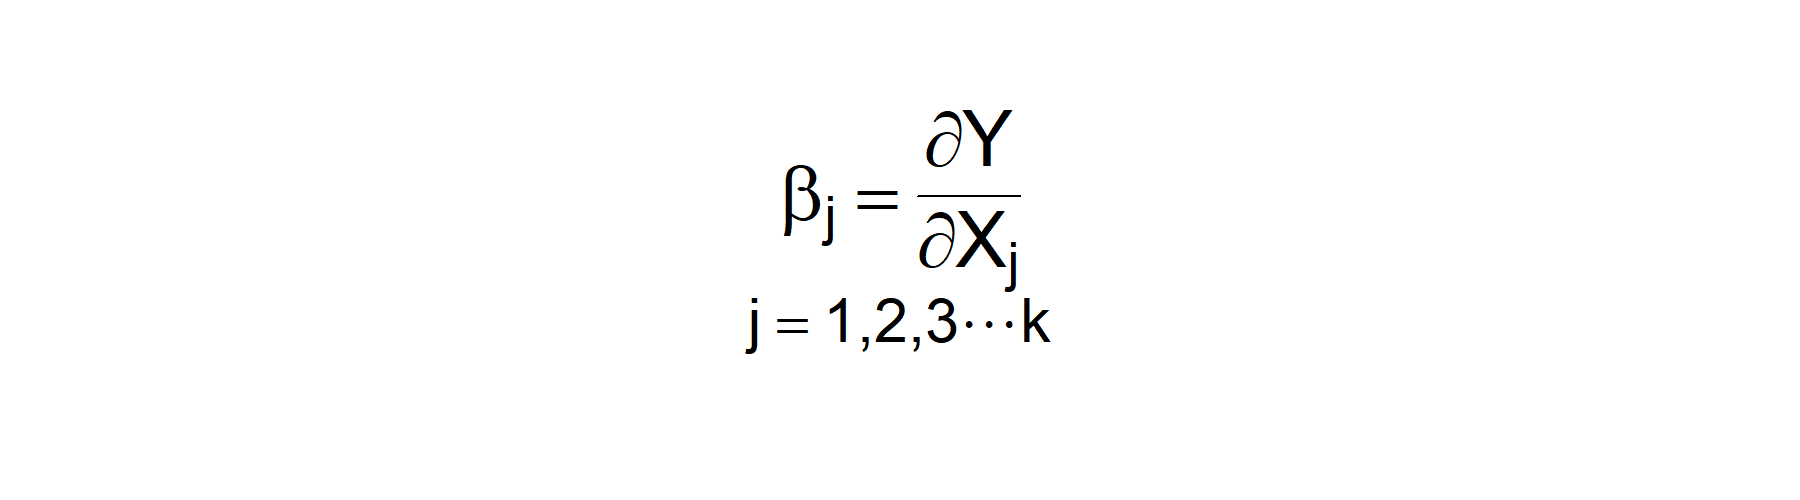 βj = ∂Y/∂Xj
j = 1,2,3⋯k